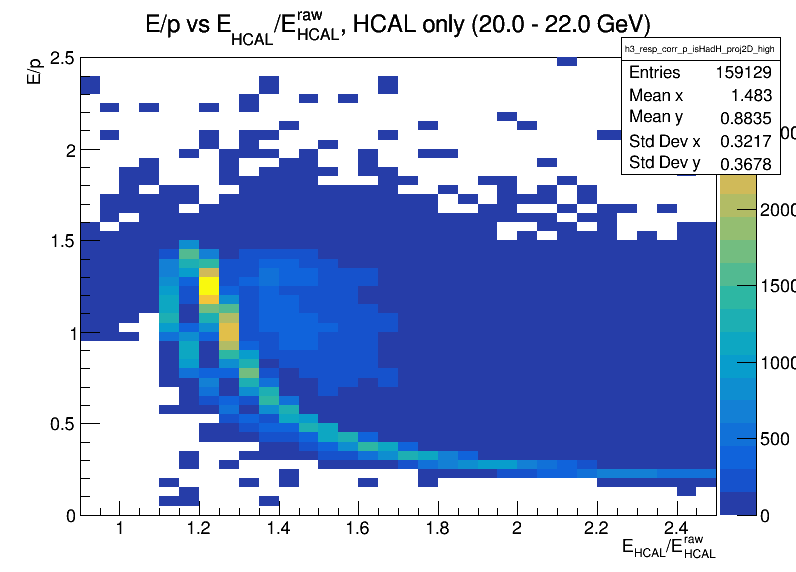 E/p vs E_HCAL/E_HCAL^raw, HCAL only (20.0 - 22.0 GeV)
h3_resp_corr_p_isHadH_proj2D_high
Entries 159129
Mean x 1.483
Mean y 0.8835
Std Dev x 0.3217
Std Dev y 0.3678
E/p
2.5
2
1.5
1
0.5
0
1 1.2 1.4 1.6 1.8 2 2.2 2.4
E_HCAL/E_HCAL^raw
2000
1500
1000
500
0